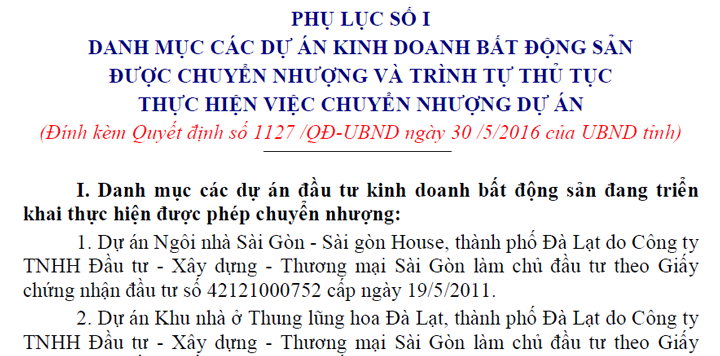 PHỤ LỤC SỐ I
DANH MỤC CÁC DỰ ÁN KINH DOANH BẤT ĐỘNG SẢN
ĐƯỢC CHUYỂN NHƯỢNG VÀ TRÌNH TỰ THỦ TỤC
THỰC HIỆN VIỆC CHUYỂN NHƯỢNG DỰ ÁN
(Đính kèm Quyết định số 1127 /QĐ-UBND ngày 30 /5/2016 của UBND tỉnh)
I. Danh mục các dự án đầu tư kinh doanh bất động sản đang triển
khai thực hiện được phép chuyển nhượng:
1. Dự án Ngôi nhà Sài Gòn - Sài gòn House, thành phố Đà Lạt do Công ty
TNHH Đầu tư - Xây dựng - Thương mại Sài Gòn làm chủ đầu tư theo Giấy
chứng nhận đầu tư số 42121000752 cấp ngày 19/5/2011.
2. Dự án Khu nhà ở Thung lũng hoa Đà Lạt, thành phố Đà Lạt do Công ty
TNHH Đầu tư - Xây dựng - Thương mại Sài Gòn làm chủ đầu tư theo Giấy